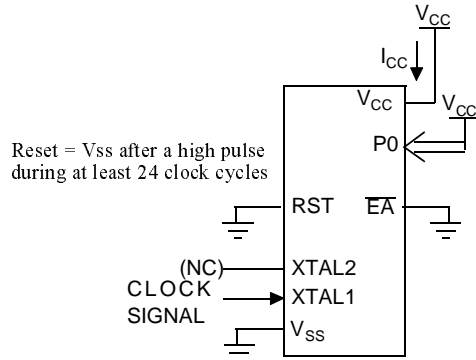 VCC
ICC
VCC
VCC
P0
Reset = Vss after a high pulse
during at least 24 clock cycles
RST
EA
(NC)
XTAL2
CLOCK
XTAL1
SIGNAL
VSS